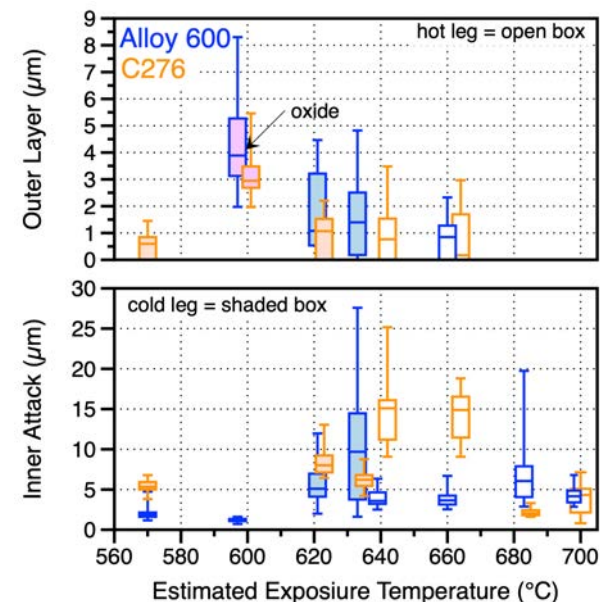 9
8
7
6
5
4
3
2
1
0
Outer Layer (µm)
Alloy 600
C276
hot leg = open box
oxide
30
25
20
15
10
5
0
Inner Attack (µm)
cold leg = shaded box
560 580 600 620 640 660 680 700
Estimated Exposiure Temperature (°C)